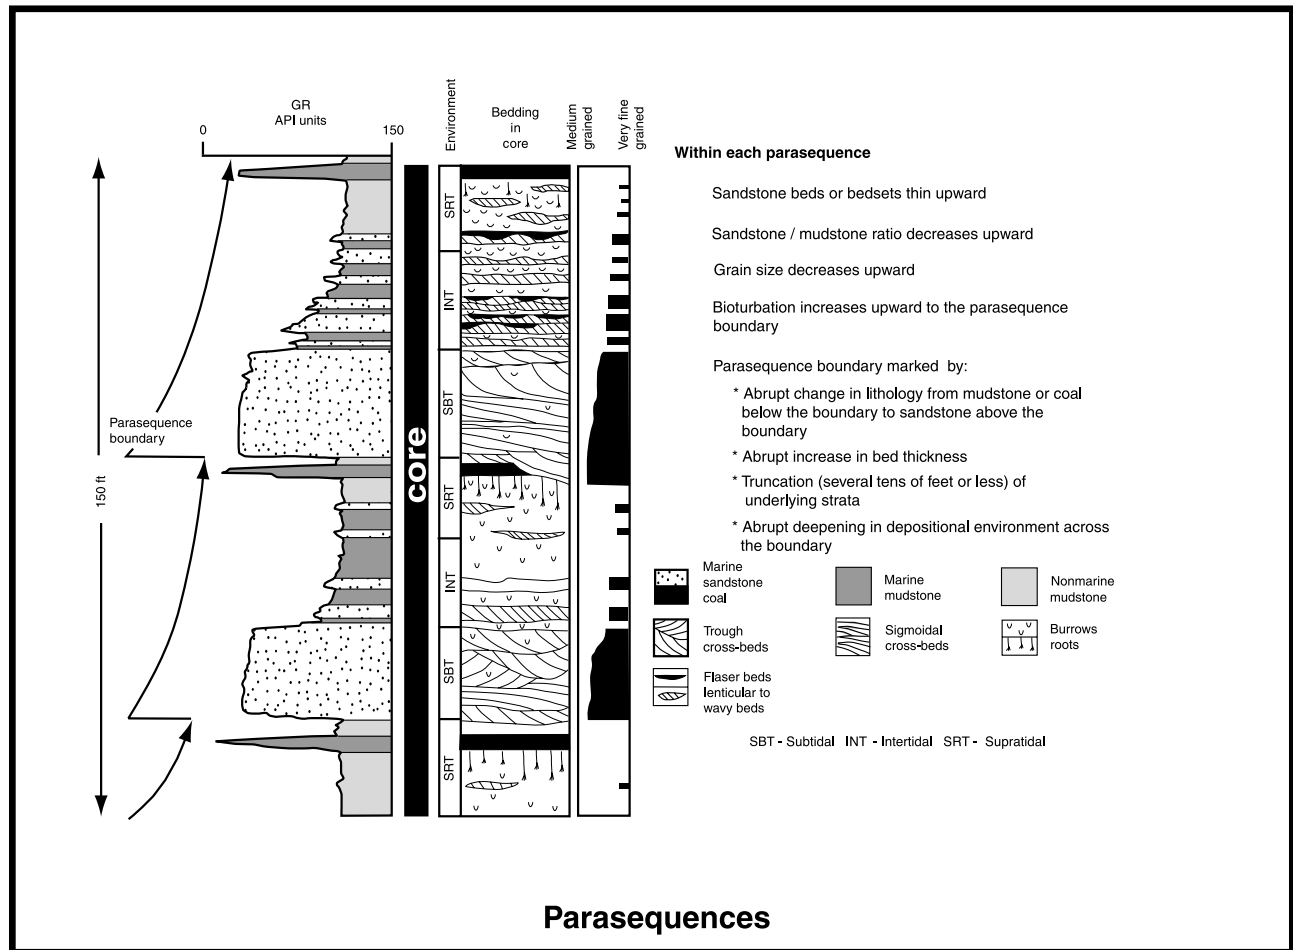 GR
API units
0
150
Environment
Bedding
in
core
Medium
grained
Very fine
grained
150 ft
Parasequence
boundary
core
SRT
INT
SBT
SRT
INT
SBT
SRT
Within each parasequence
Sandstone beds or bedsets thin upward
Sandstone / mudstone ratio decreases upward
Grain size decreases upward
Bioturbation increases upward to the parasequence
boundary
Parasequence boundary marked by:
* Abrupt change in lithology from mudstone or coal
below the boundary to sandstone above the
boundary
* Abrupt increase in bed thickness
* Truncation (several tens of feet or less) of
underlying strata
* Abrupt deepening in depositional environment across
the boundary
Marine
sandstone
coal
Marine
mudstone
Nonmarine
mudstone
Trough
cross-beds
Sigmoidal
cross-beds
Burrows
roots
Flaser beds
lenticular to
wavy beds
SBT - Subtidal INT - Intertidal SRT - Supratidal
Parasequences